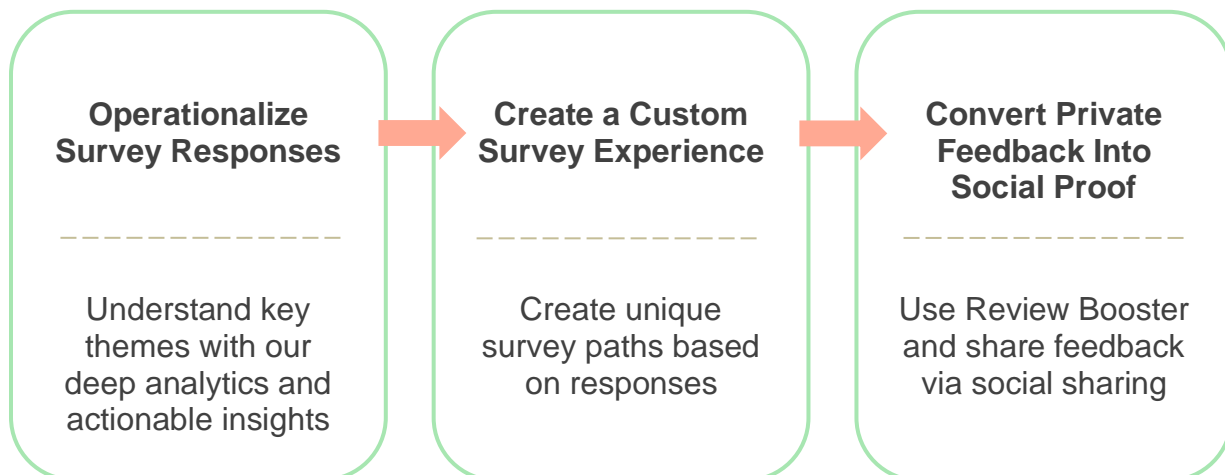 Operationalize
Survey Responses
Understand key
themes with our
deep analytics and
actionable insights
Create a Custom
Survey Experience
Create unique
survey paths based
on responses
Convert Private
Feedback Into
Social Proof
Use Review Booster
and share feedback
via social sharing